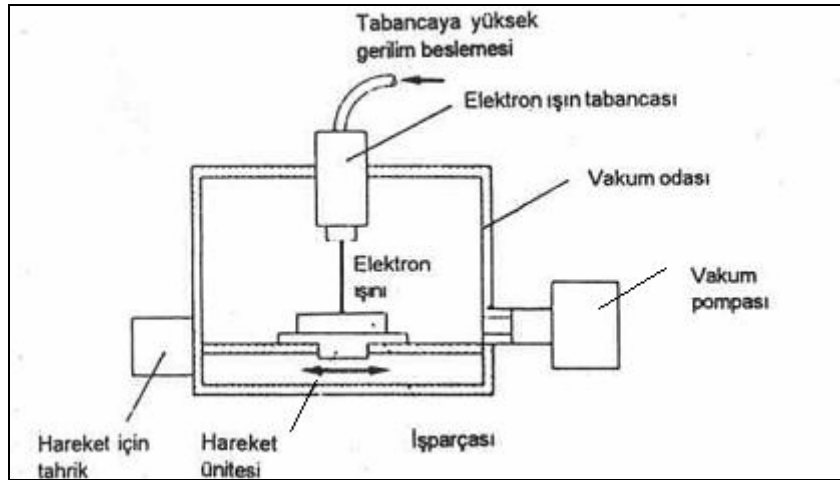 Tabancaya yüksek
gerilim beslemesi
Elektron ışın tabancası
Vakum odası
Elektron
ışını
Vakum
pompası
Hareket için
tahrik
Hareket
ünitesi
İşparçası